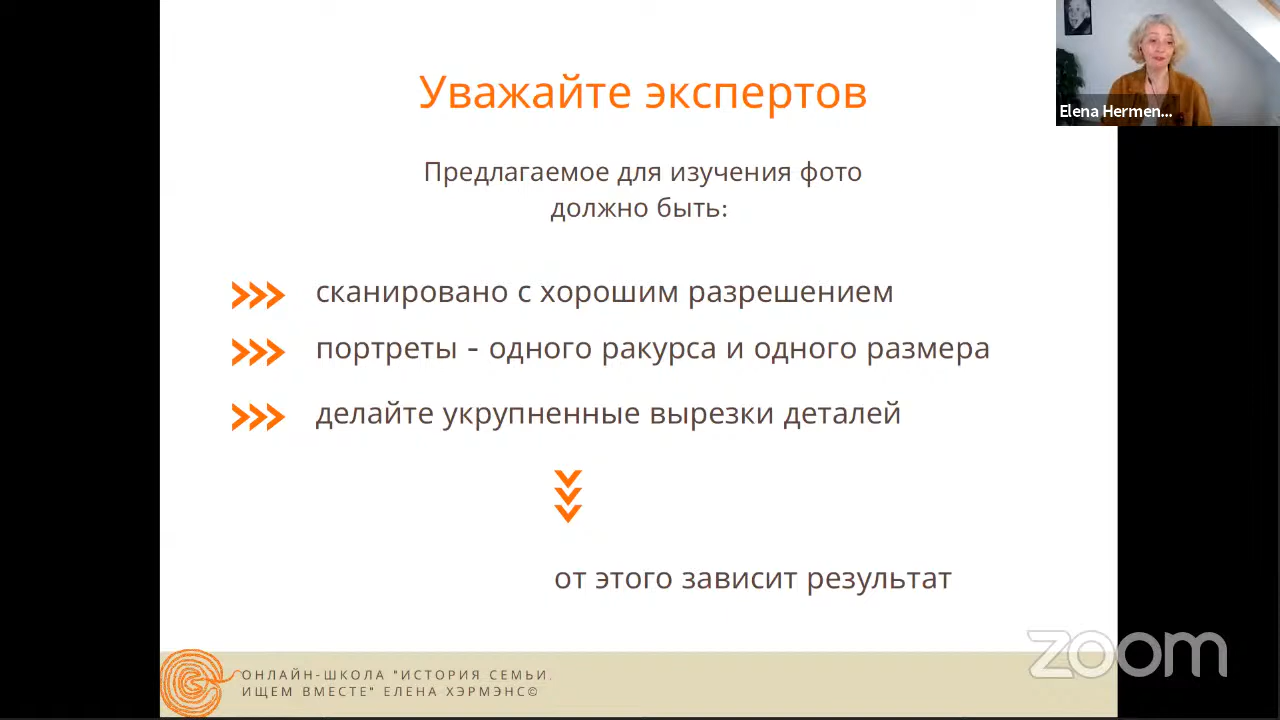 Уважайте экспертов
Elena Hermen...
Предлагаемое для изучения фото
должно быть:
сканировано с хорошим разрешением
портреты - одного ракурса и одного размера
делайте укрупненные вырезки деталей
от этого зависит результат
zoom
ОНЛАЙН-ШКОЛА "ИСТОРИЯ СЕМЬИ.
ИЩЕМ ВМЕСТЕ" ЕЛЕНА ХЭРМЭНС©